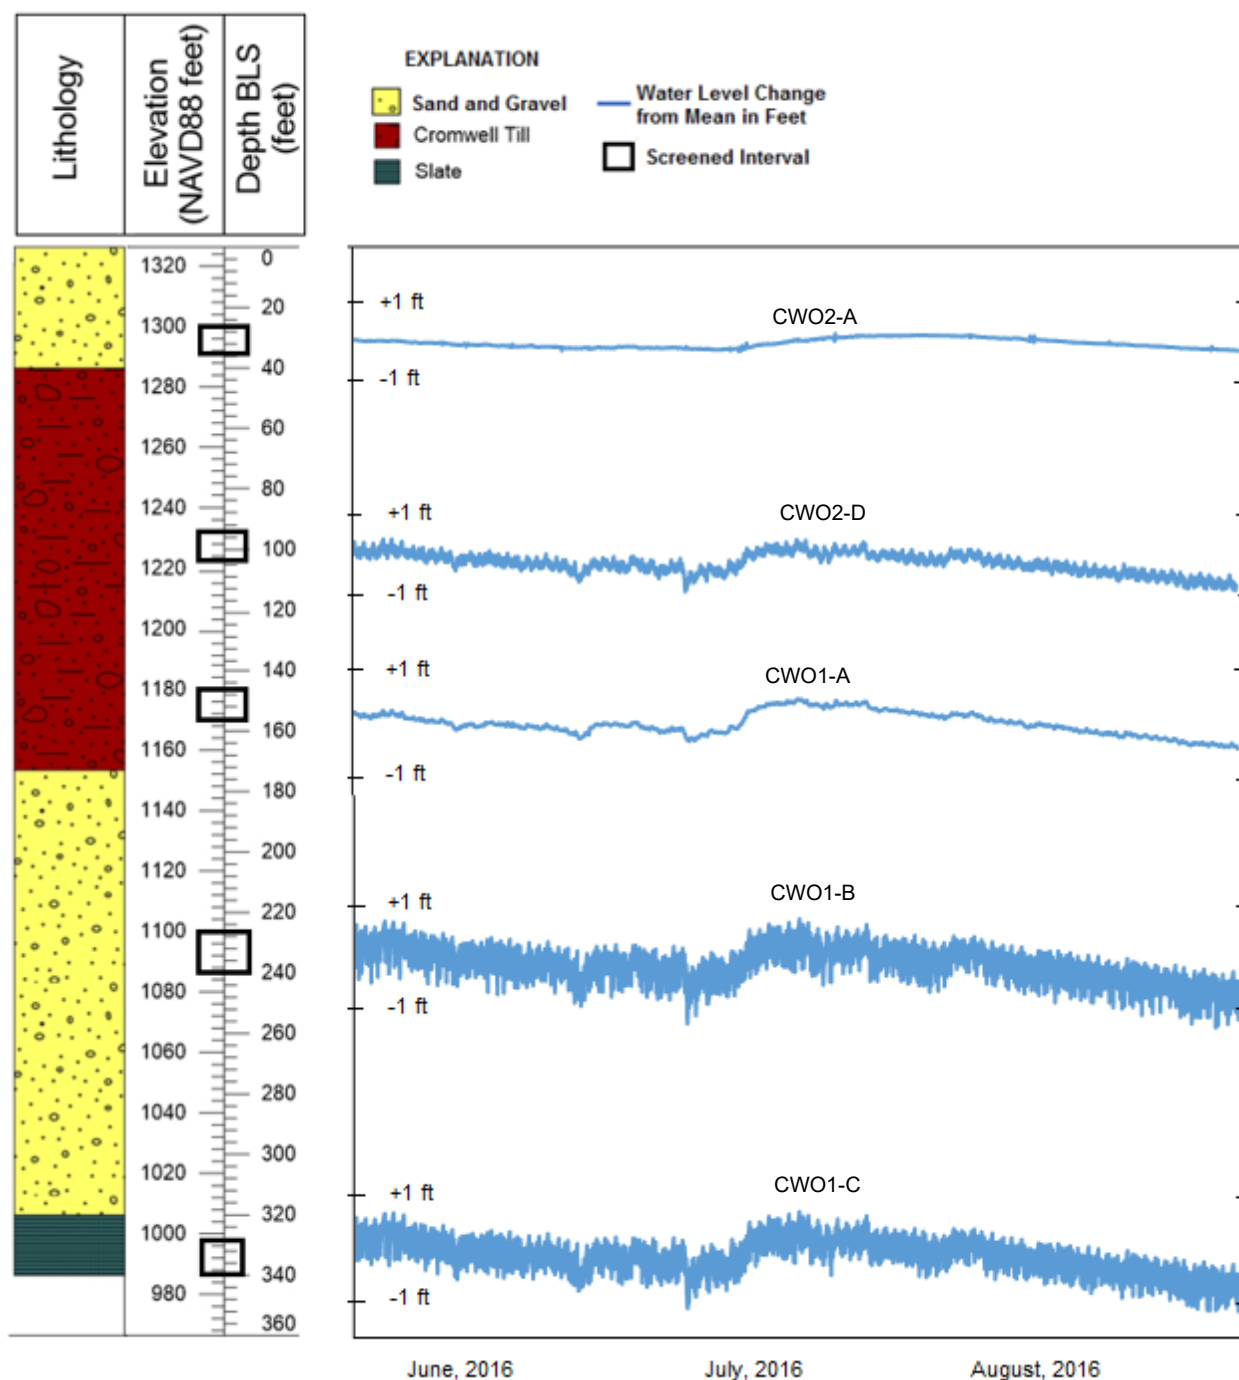 Lithology
Elevation
(NAVD88 feet)
Depth BLS
(feet)
EXPLANATION
Sand and Gravel
Cromwell Till
Slate
Water Level Change
from Mean in Feet
Screened Interval
1320
1300
1280
1260
1240
1220
1200
1180
1160
1140
1120
1100
1080
1060
1040
1020
1000
980
0
20
40
60
80
100
120
140
160
180
200
220
240
260
280
300
320
340
360
+1 ft
CWO2-A
-1 ft
+1 ft
CWO2-D
-1 ft
+1 ft
CWO1-A
-1 ft
+1 ft
CWO1-B
-1 ft
+1 ft
CWO1-C
-1 ft
June, 2016
July, 2016
August, 2016